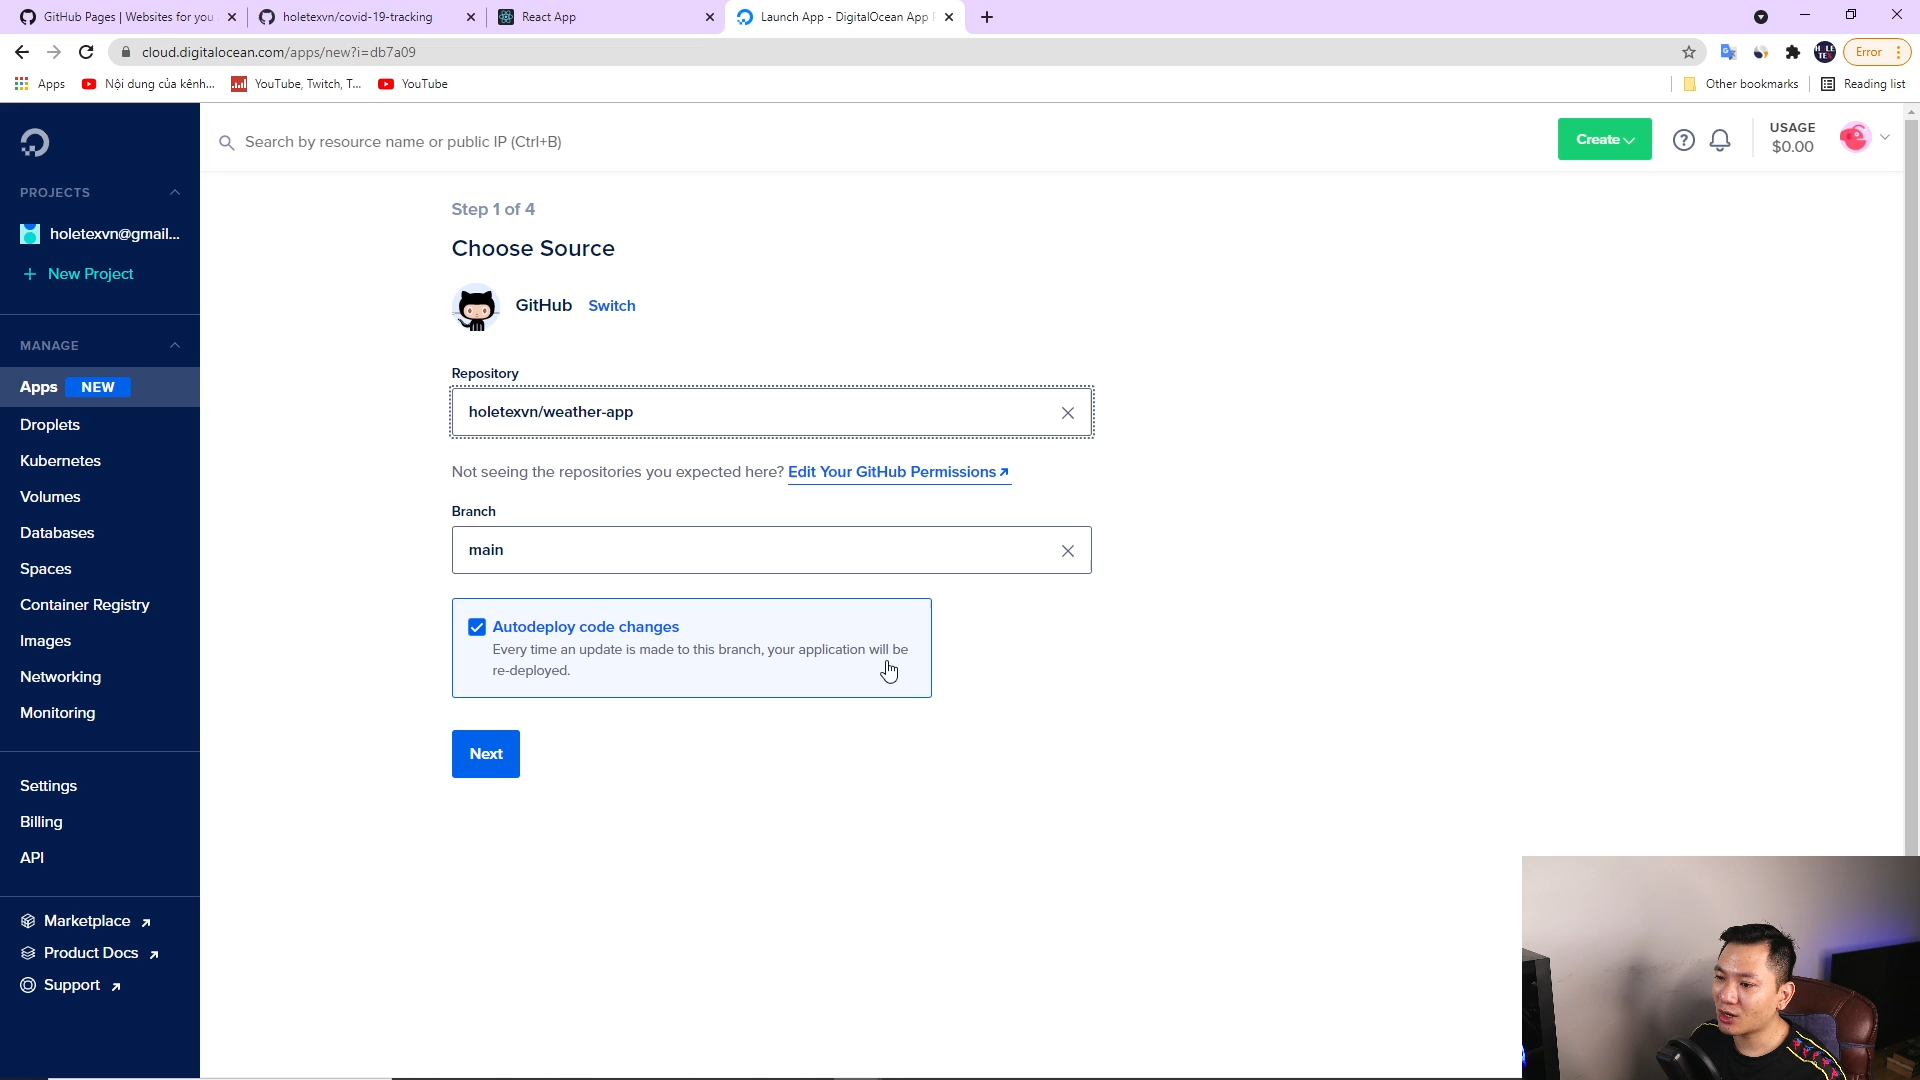 GitHub Pages | Websites for you
holetexvn/covid-19-tracking
React App
Launch App - DigitalOcean App
cloud.digitalocean.com/apps/new?i=db7a09
Error
Apps
Nội dung của kênh...
YouTube, Twitch, T...
YouTube
Other bookmarks
Reading list
Search by resource name or public IP (Ctrl+B)
Create
USAGE
$0.00
PROJECTS
holetexvn@gmail...
New Project
MANAGE
Apps NEW
Droplets
Kubernetes
Volumes
Databases
Spaces
Container Registry
Images
Networking
Monitoring
Settings
Billing
API
Marketplace
Product Docs
Support
Step 1 of 4
Choose Source
GitHub Switch
Repository
holetexvn/weather-app
Not seeing the repositories you expected here? Edit Your GitHub Permissions
Branch
main
Autodeploy code changes
Every time an update is made to this branch, your application will be
re-deployed.
Next